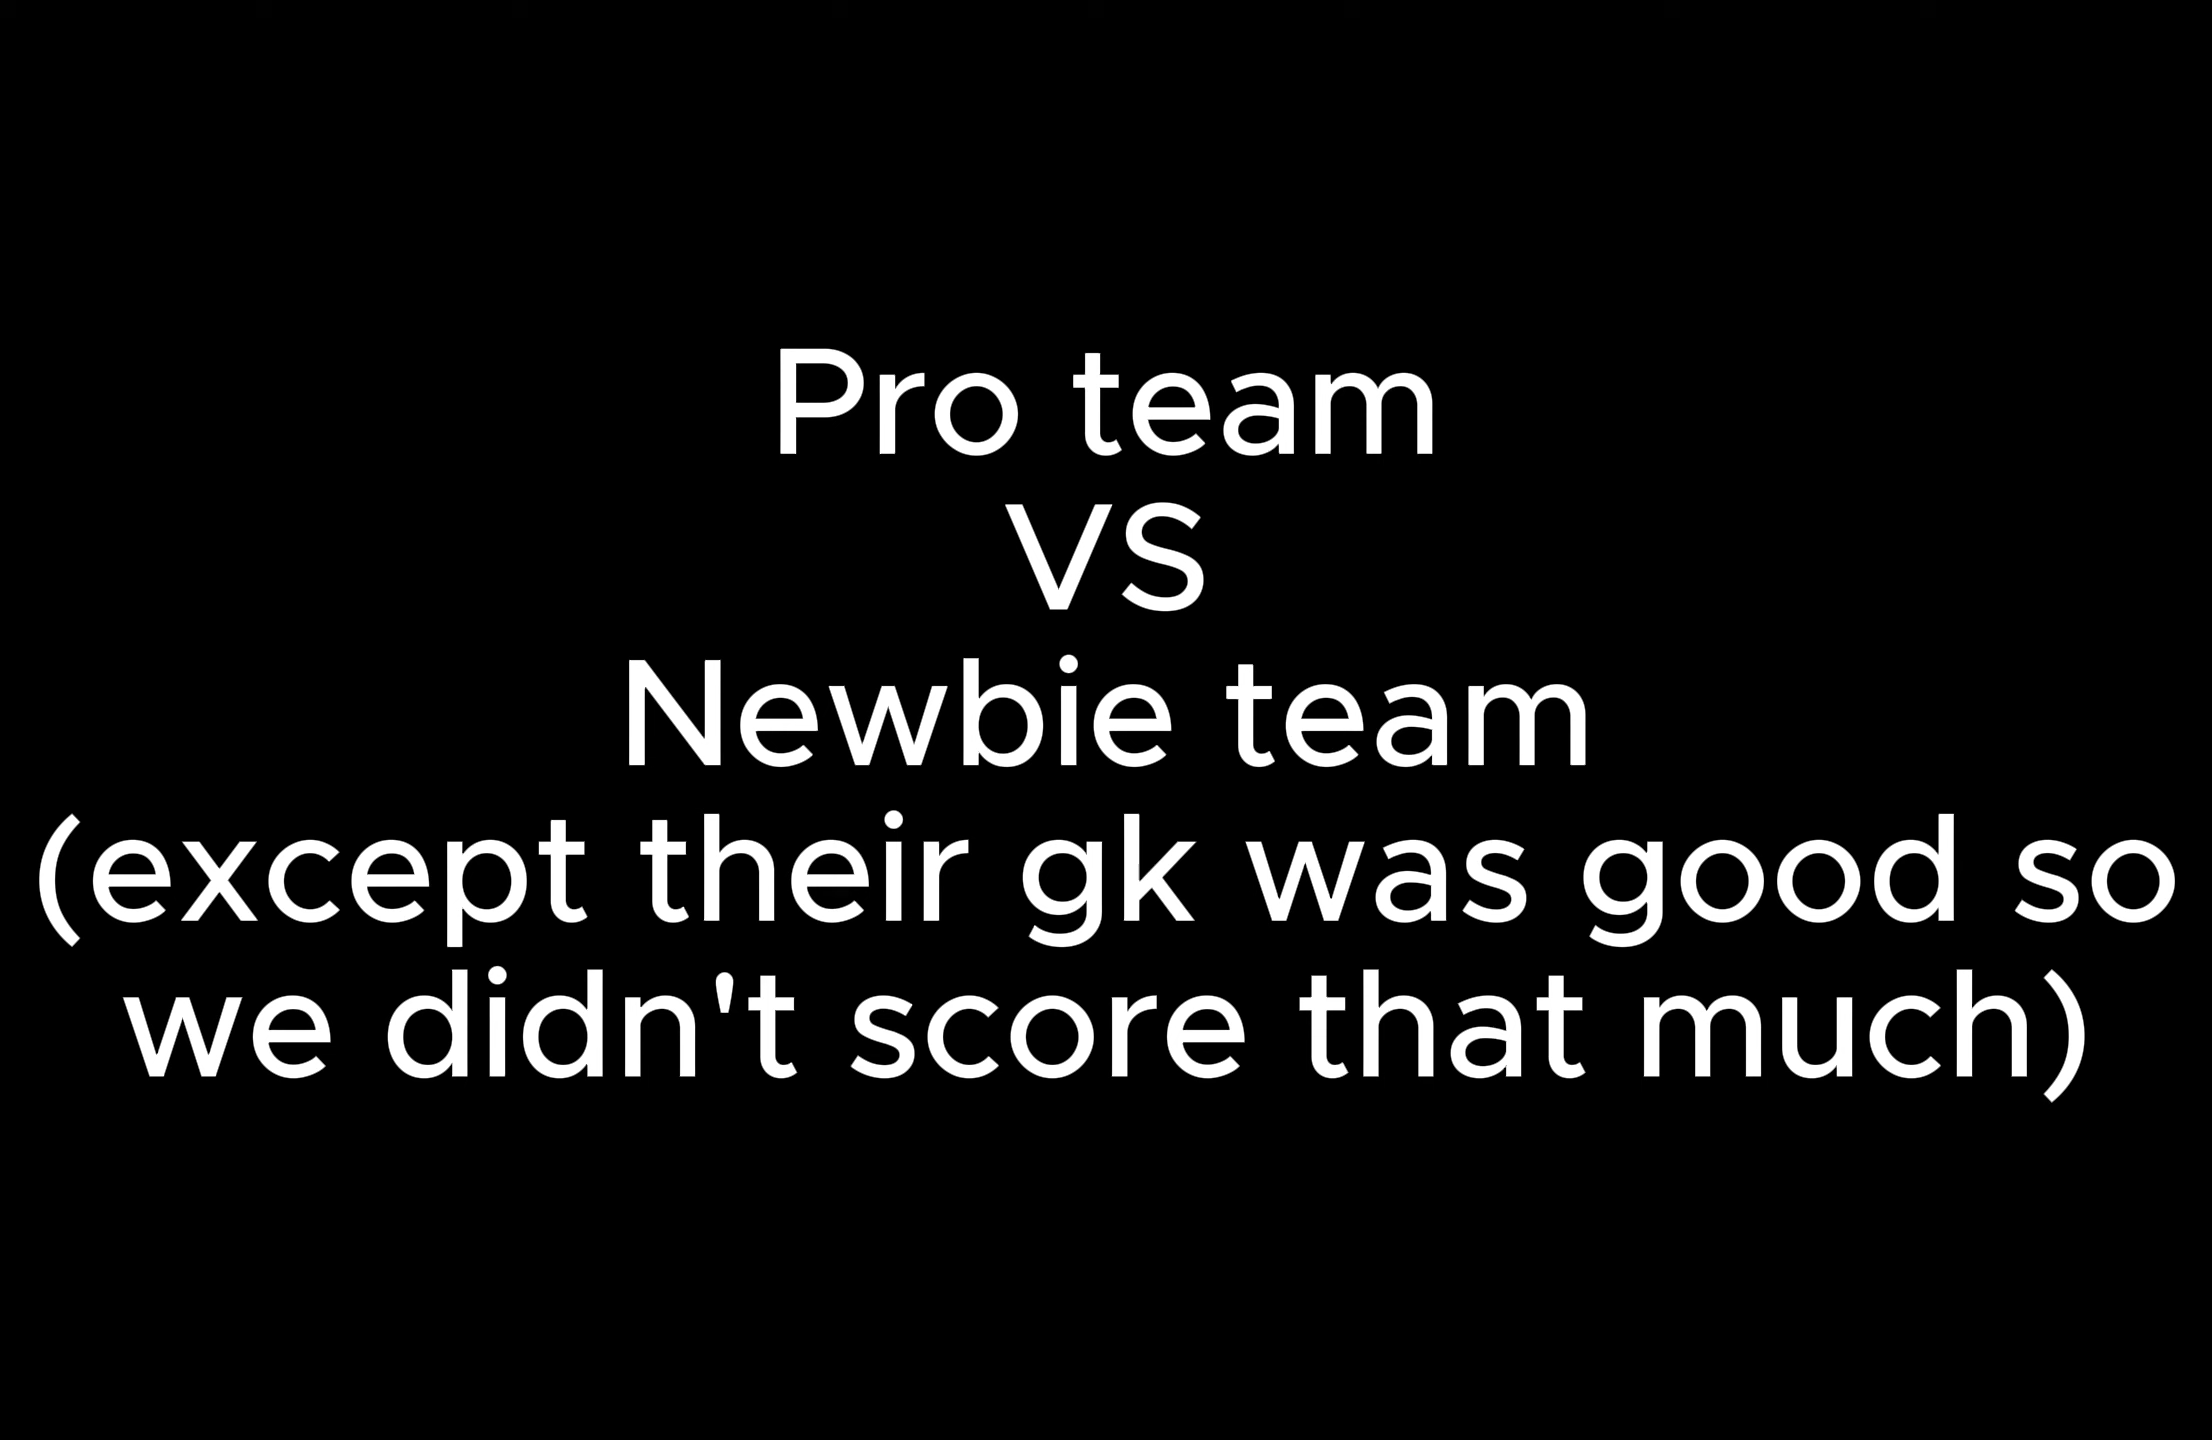 Pro team
VS
Newbie team
(except their gk was good so
we didn't score that much)